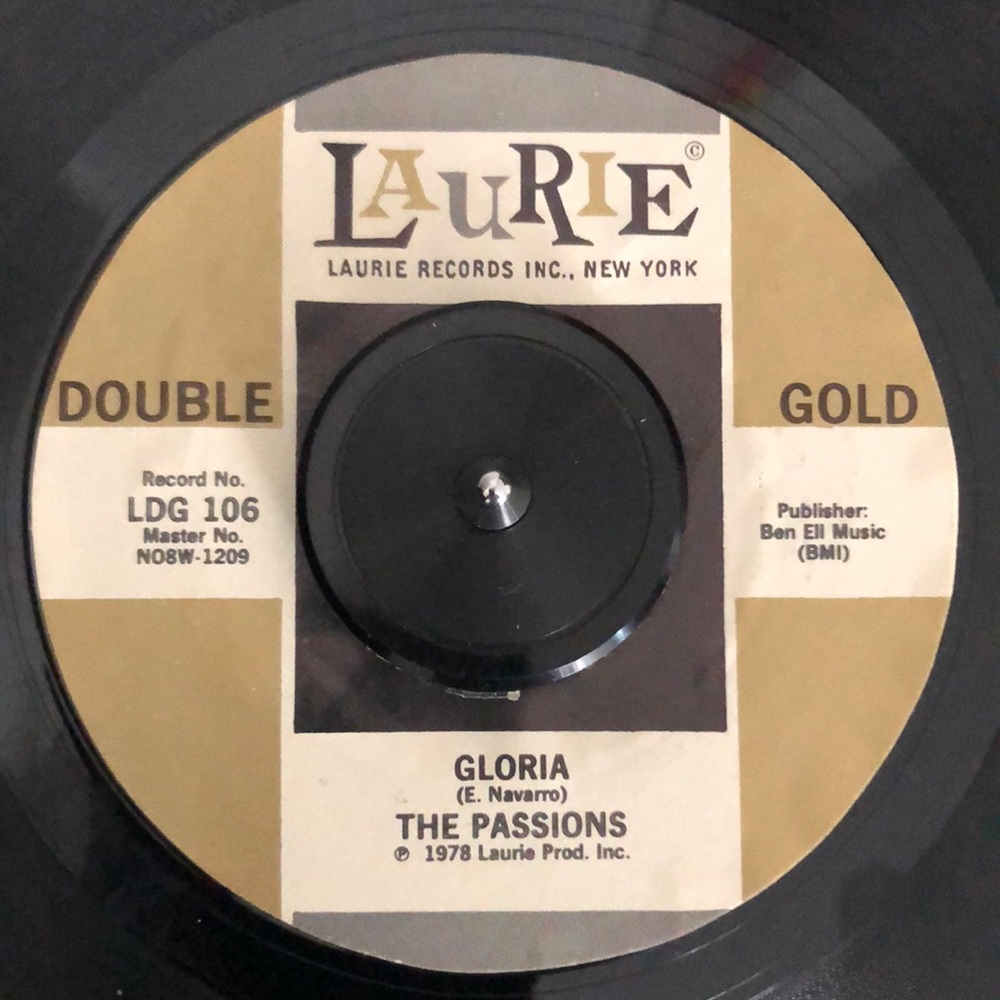 LAURIE©
LAURIE RECORDS INC., NEW YORK
DOUBLE GOLD
Record No.
LDG 106
Master No.
NO8W-1209
Publisher:
Ben Ell Music
(BMI)
GLORIA
(E. Navarro)
THE PASSIONS
℗ 1978 Laurie Prod. Inc.